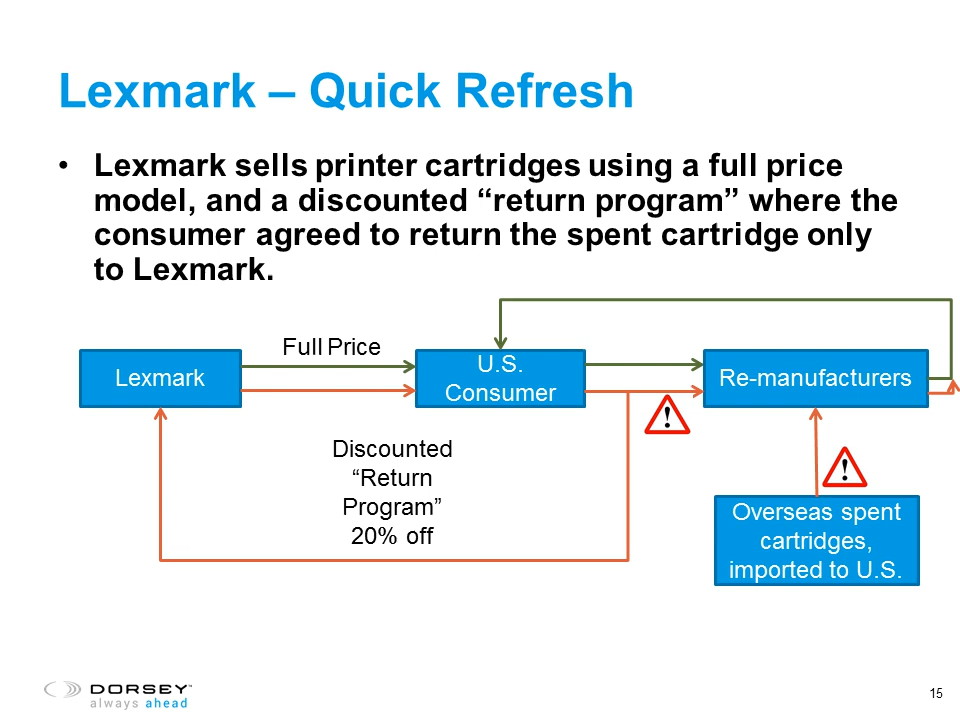 Lexmark – Quick Refresh
• Lexmark sells printer cartridges using a full price
model, and a discounted “return program” where the
consumer agreed to return the spent cartridge only
to Lexmark.
Full Price
Lexmark
U.S.
Consumer
Re-manufacturers
!
Discounted
“Return
Program”
20% off
!
Overseas spent
cartridges,
imported to U.S.
DORSEY™
always ahead
15